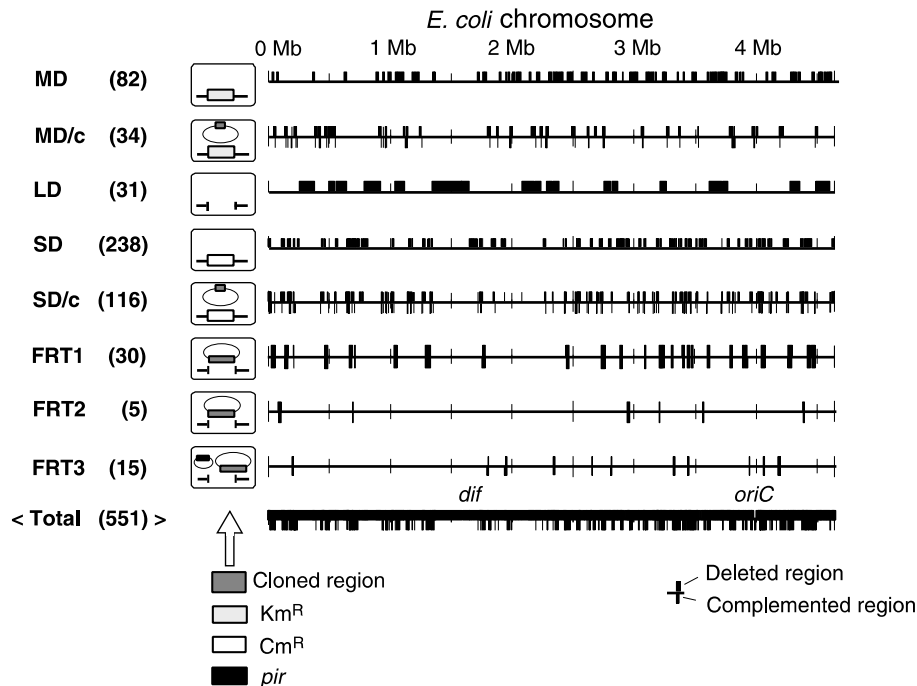 E. coli chromosome
0 Mb 1 Mb 2 Mb 3 Mb 4 Mb
MD (82)
MD/c (34)
LD (31)
SD (238)
SD/c (116)
FRT1 (30)
FRT2 (5)
FRT3 (15)
dif oriC
< Total (551) >
Cloned region
KmR
CmR
pir
Deleted region
Complemented region